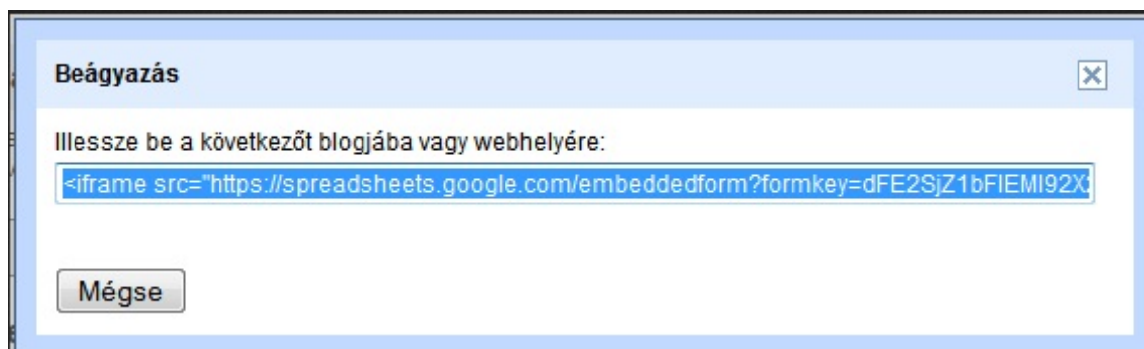 Beágyazás
Illessze be a következőt blogjába vagy webhelyére:
<iframe src="https://spreadsheets.google.com/embeddedform?formkey=dFE2SjZ1bFlEMl92X
Mégse